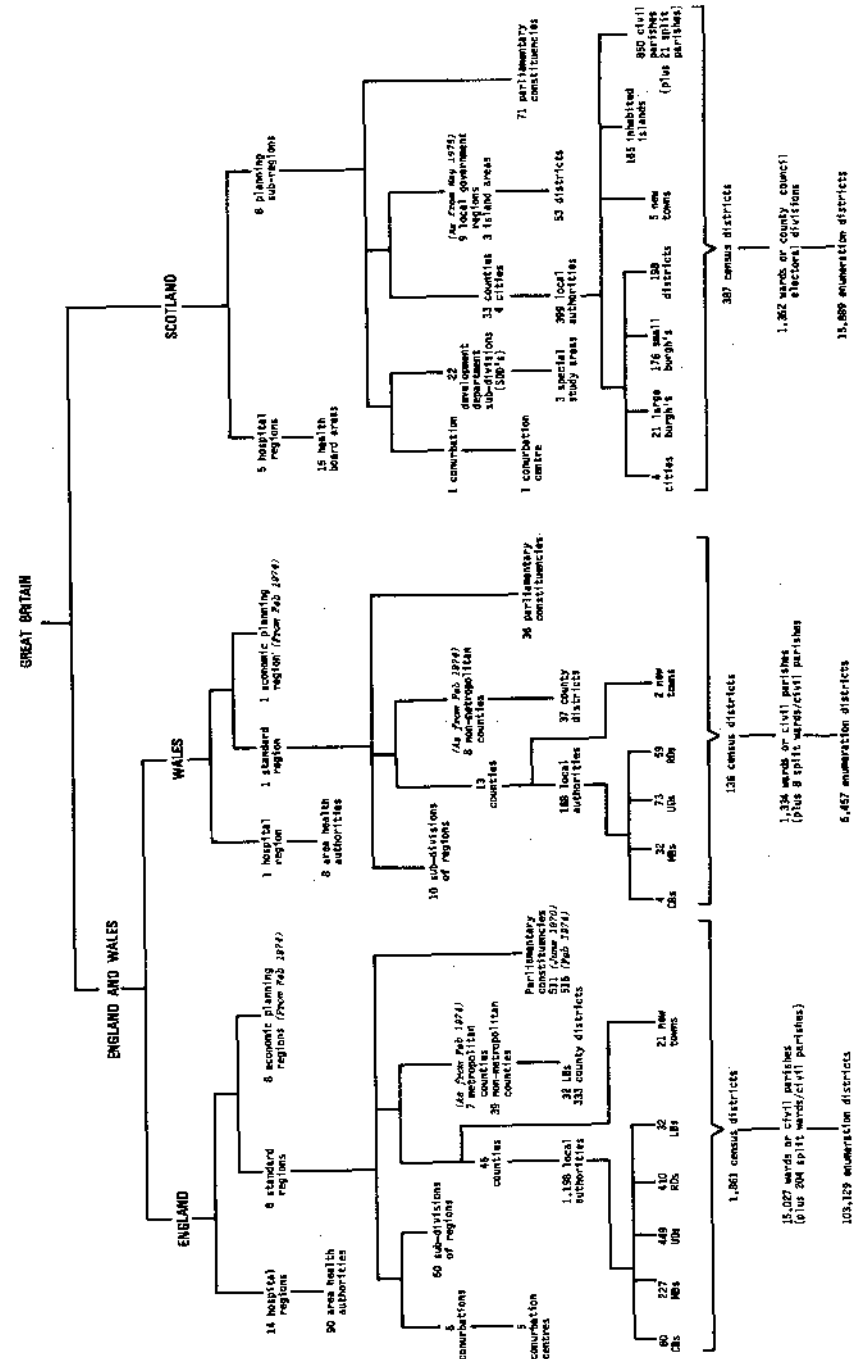 GREAT BRITAIN
ENGLAND AND WALES
SCOTLAND
ENGLAND
WALES
14 hospital
regions
90 area health
authorities
8 standard
regions
8 economic planning
regions (From Feb 1974)
1 hospital
region
8 area health
authorities
1 standard
region
1 economic planning
region (From Feb 1974)
5 hospital
regions
15 health
board areas
8 planning
sub-regions
conurbations
conurbation
centres
60 sub-divisions
of regions
counties
(As from Feb 1974)
7 metropolitan
counties
39 non-metropolitan
counties
32 LBs
333 county districts
Parliamentary
constituencies
531 (June 1970)
516 (Feb 1974)
1,198 local
authorities
21 new
towns
CBs
227
MBs
449
UDs
410
RDs
32
LBs
1,861 census districts
15,027 wards or civil parishes
(plus 204 split wards/civil parishes)
103,129 enumeration districts
10 sub-divisions
of regions
13
counties
(As from Feb 1974)
8 non-metropolitan
counties
37 county
districts
36 parliamentary
constituencies
168 local
authorities
2 new
towns
4
CBs
32
MBs
73
UDs
59
RDs
136 census districts
1,334 wards or civil parishes
(plus 8 split wards/civil parishes
6,457 enumeration districts
1 conurbation
1 conurbation
centre
22
development
department
sub-divisions
(SDD's)
3 special
study areas
33 counties
4 cities
399 local
authorities
(As from May 1975)
9 local government
regions
3 island areas
53 districts
71 parliamentary
constituencies
4
cities
21 large
burgh's
176 small
burgh's
198
districts
5 new
towns
inhabited
islands
civil
parishes
(plus 21 split
parishes)
387 census districts
1,362 wards or county council
electoral divisions
15,889 enumeration districts